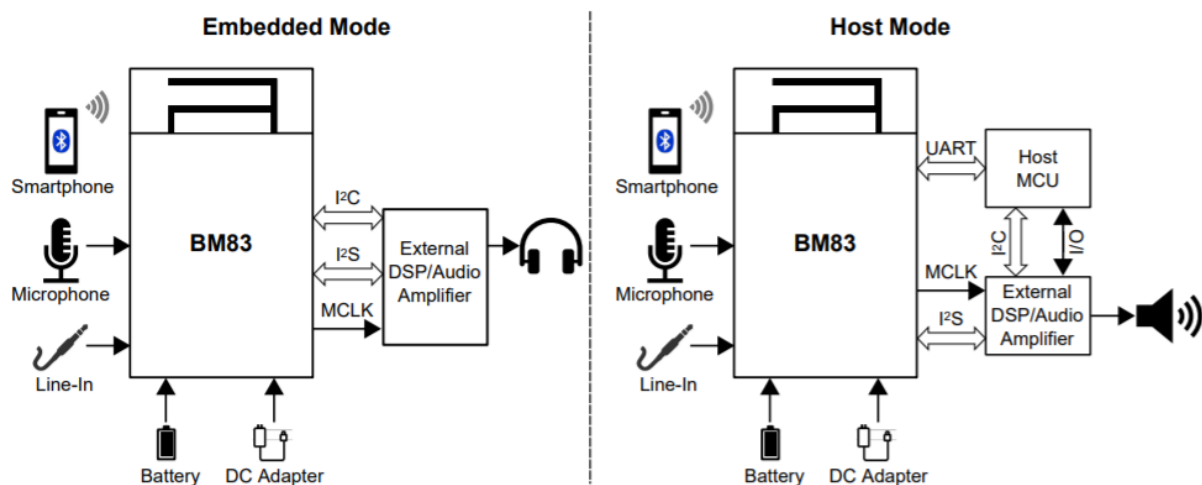 Embedded Mode
Smartphone
Microphone
Line-In
BM83
I²C
I²S
MCLK
External
DSP/Audio
Amplifier
Battery
DC Adapter
Host Mode
Smartphone
Microphone
Line-In
BM83
UART
Host
MCU
I²C
I/O
MCLK
I²S
External
DSP/Audio
Amplifier
Battery
DC Adapter